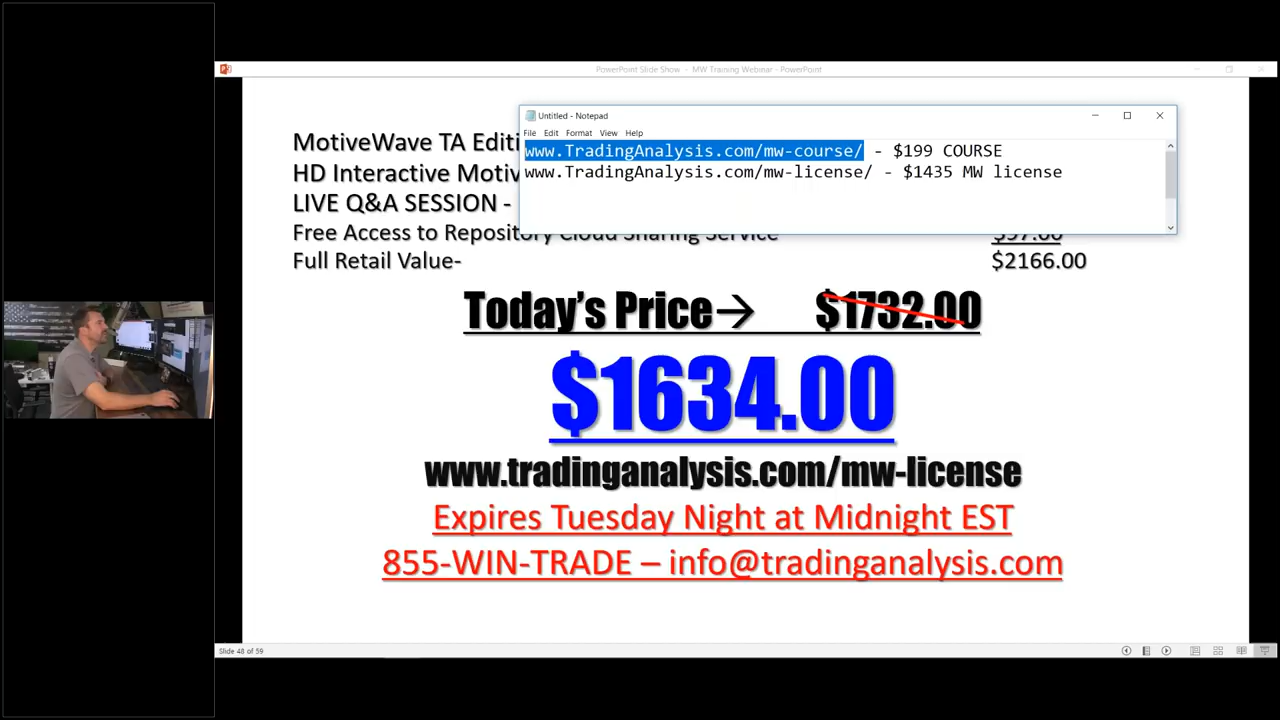 PowerPoint Slide Show - MW Training Webinar - PowerPoint
Untitled - Notepad
File Edit Format View Help
www.TradingAnalysis.com/mw-course/ - $199 COURSE
www.TradingAnalysis.com/mw-license/ - $1435 MW license
MotiveWave TA Editi
HD Interactive Motiv
LIVE Q&A SESSION -
Free Access to Repository Cloud Sharing Service $97.00
Full Retail Value- $2166.00
Today's Price→ $1732.00
$1634.00
www.tradinganalysis.com/mw-license
Expires Tuesday Night at Midnight EST
855-WIN-TRADE – info@tradinganalysis.com
Slide 48 of 59